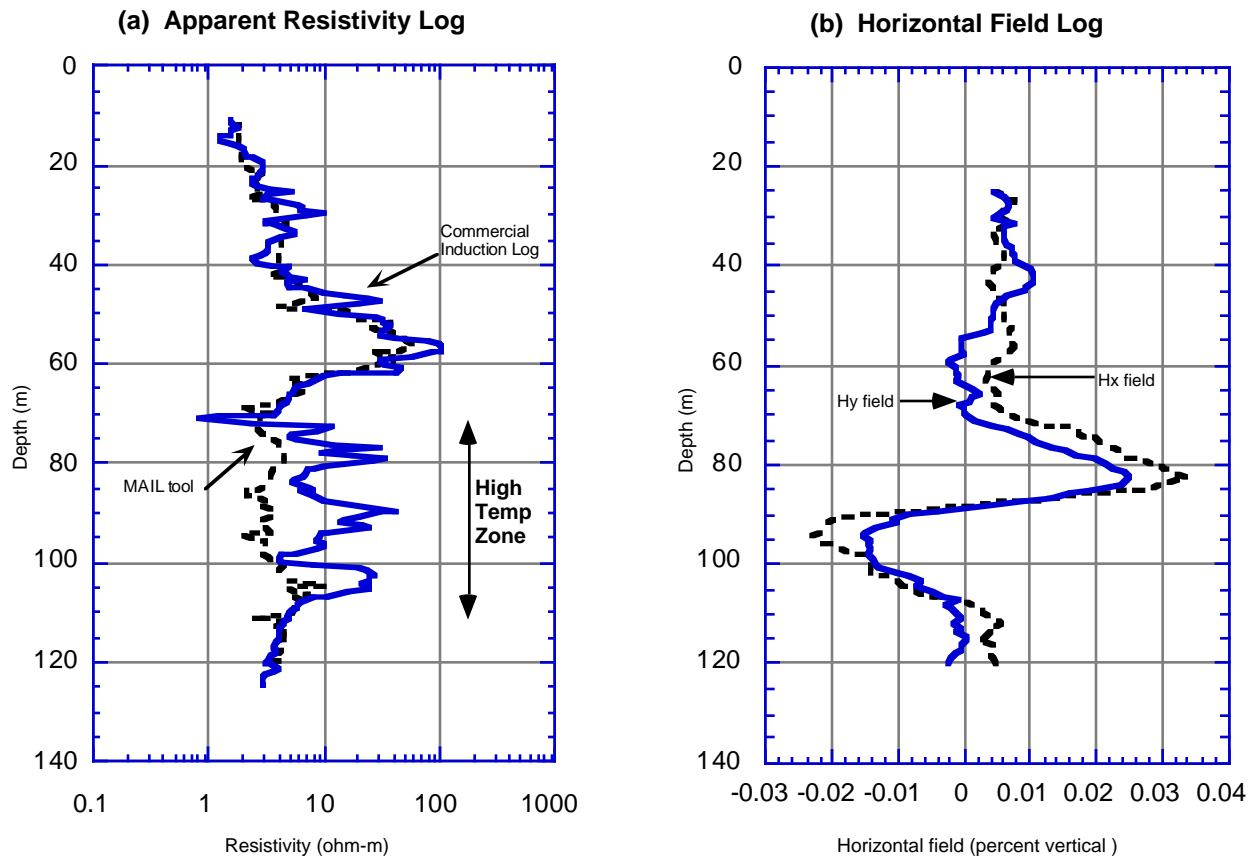 (a) Apparent Resistivity Log
0
20
40
60
80
100
120
140
Depth (m)
0.1 1 10 100 1000
Resistivity (ohm-m)
Commercial
Induction Log
MAIL tool
High
Temp
Zone
(b) Horizontal Field Log
0
20
40
60
80
100
120
140
Depth (m)
-0.03 -0.02 -0.01 0 0.01 0.02 0.03 0.04
Horizontal field (percent vertical )
Hx field
Hy field